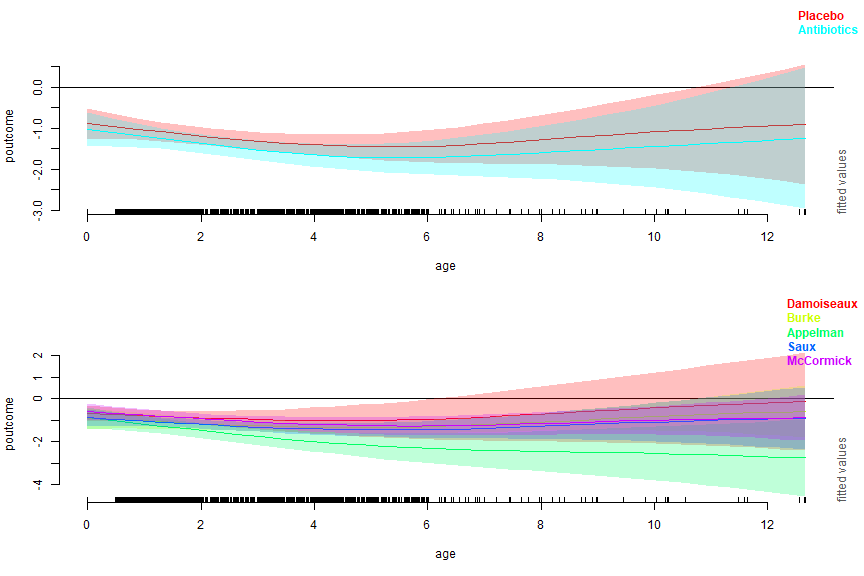 Placebo
Antibiotics
0.0
-1.0
-2.0
-3.0
poutcome
fitted values
0 2 4 6 8 10 12
age
Damoiseaux
Burke
Appelman
Saux
McCormick
2
1
0
-2
-4
poutcome
fitted values
0 2 4 6 8 10 12
age